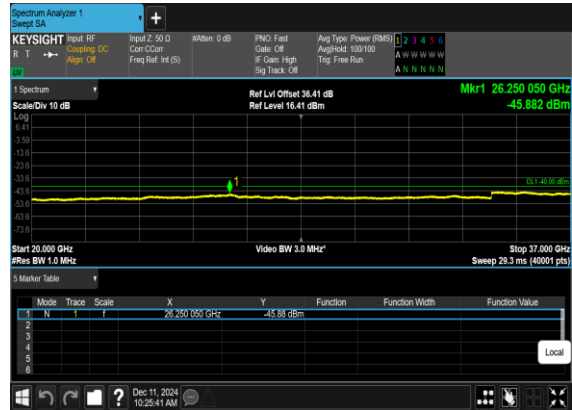 Spectrum Analyzer 1
Swept SA
+
KEYSIGHT Input: RF Input Z: 50 Ω #Atten: 0 dB PNO: Fast Avg Type: Power (RMS) 1 2 3 4 5 6
R T Coupling: DC Corr CCorr Gate: Off Avg|Hold: 100/100 A W W W W W
Align: Off Freq Ref: Int (S) IF Gain: High Trig: Free Run
Sig Track: Off A N N N N N
1 Spectrum Ref Lvl Offset 36.41 dB Mkr1 26.250 050 GHz
Scale/Div 10 dB Ref Level 16.41 dBm -45.882 dBm
Log
6.41
-3.59
-13.6
-23.6
-33.6
-43.6
-53.6
-63.6
-73.6
1
DL1 -40.00 dBm
Start 20.000 GHz Video BW 3.0 MHz* Stop 37.000 GHz
#Res BW 1.0 MHz Sweep 29.3 ms (40001 pts)
5 Marker Table
Mode Trace Scale X Y Function Function Width Function Value
1 N 1 f 26.250 050 GHz -45.88 dBm
2
3
4
5
6
Local
? Dec 11, 2024
10:25:41 AM